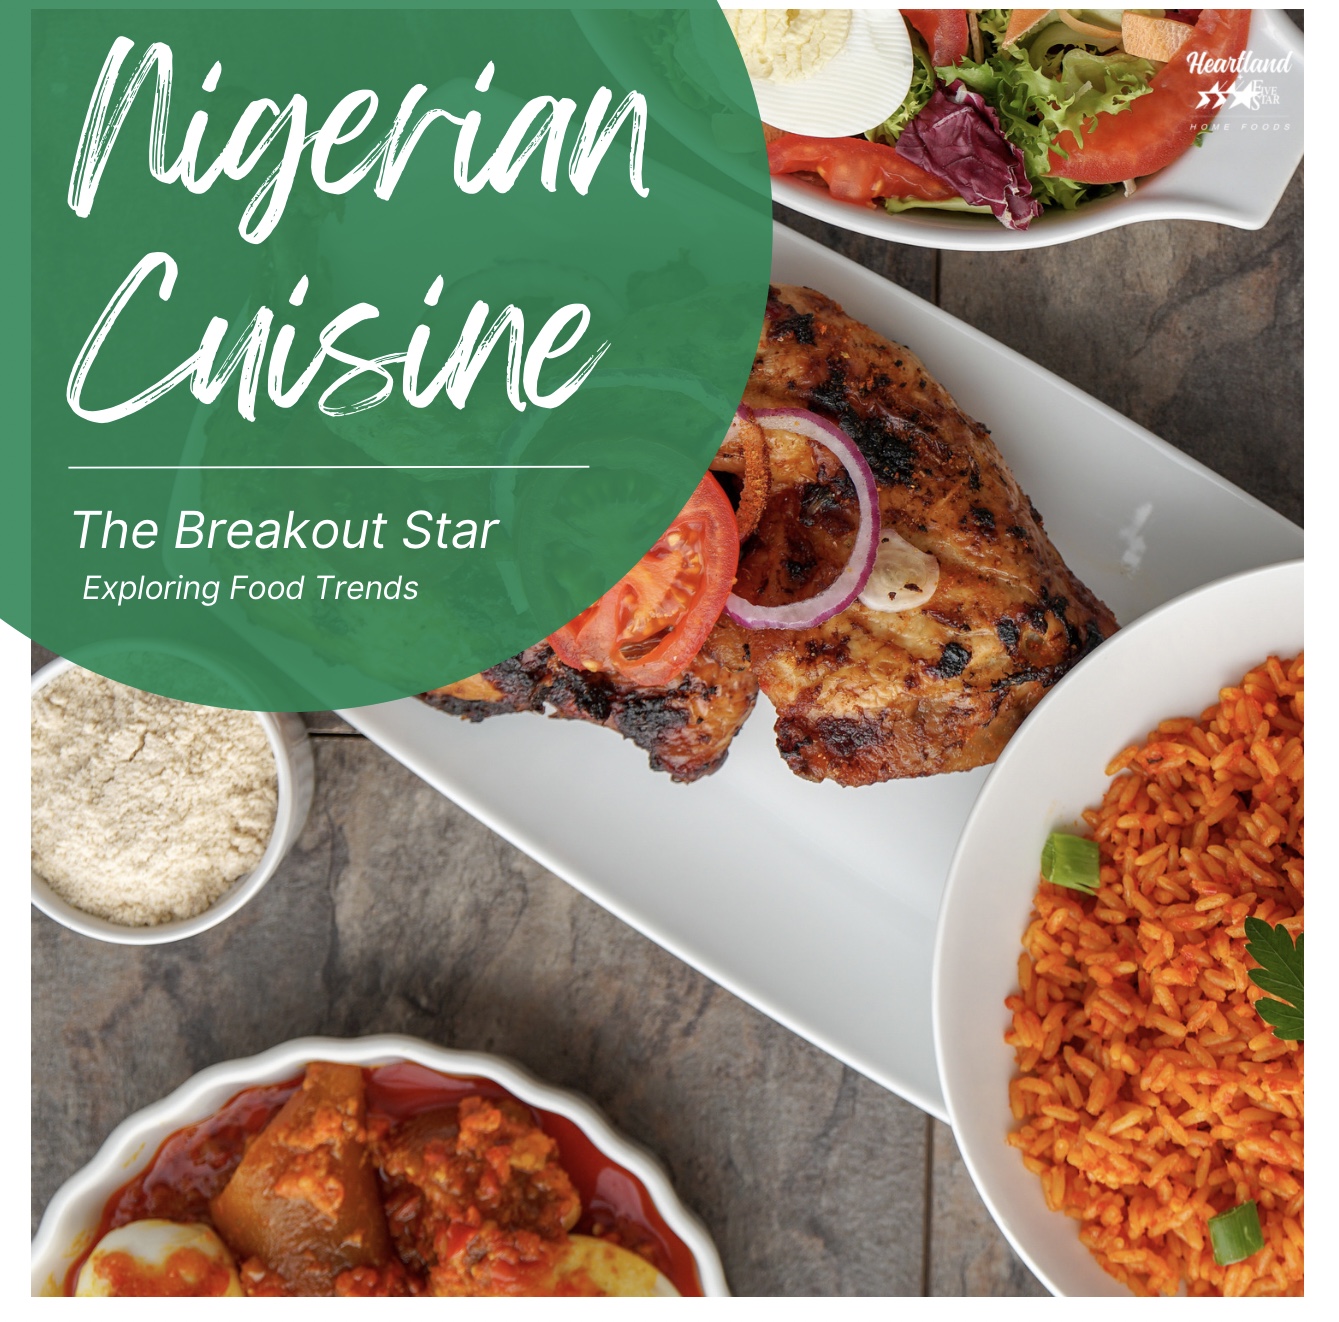 Nigerian
Cuisine
The Breakout Star
Exploring Food Trends
Heartland
FIVE
STAR
HOME FOODS